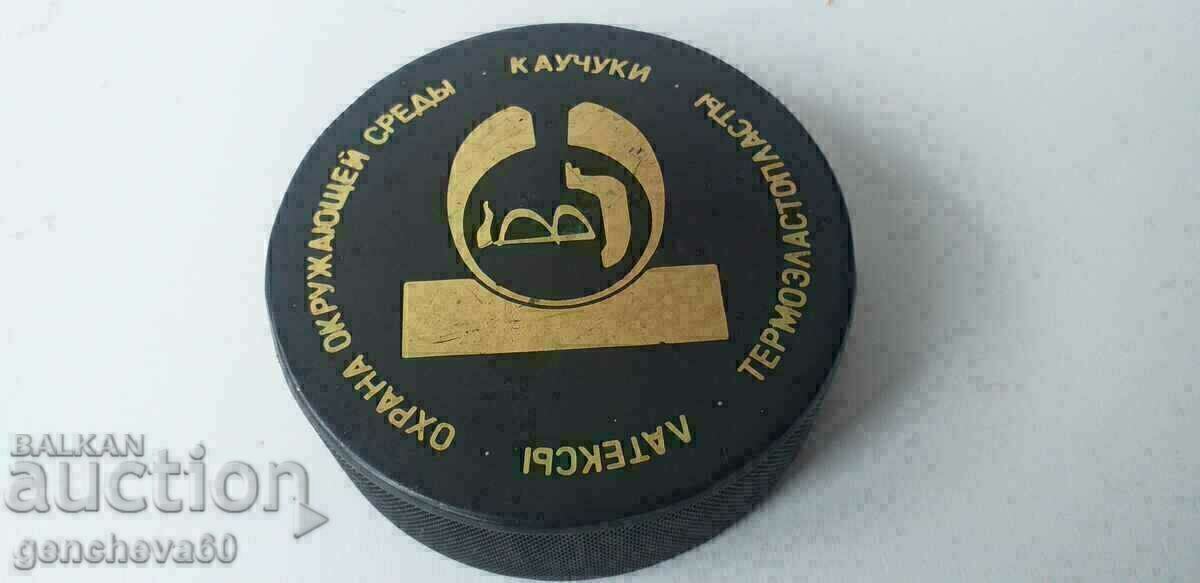 КАУЧУКИ
ТЕРМОЭЛАСТОПЛАСТЫ
ЛАТЕКСЫ
ОХРАНА ОКРУЖАЮЩЕЙ СРЕДЫ
BALKAN
auction
gencheva60